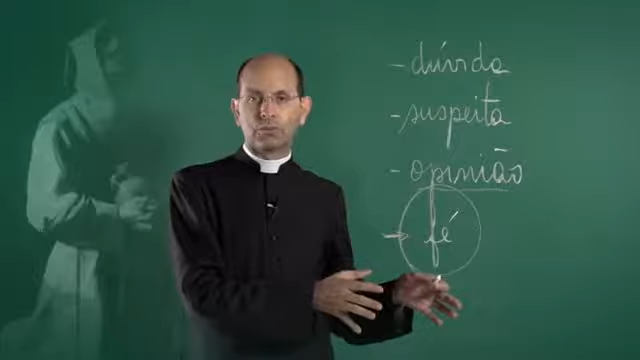 - dúvida
- suspeita
- opinião
fé